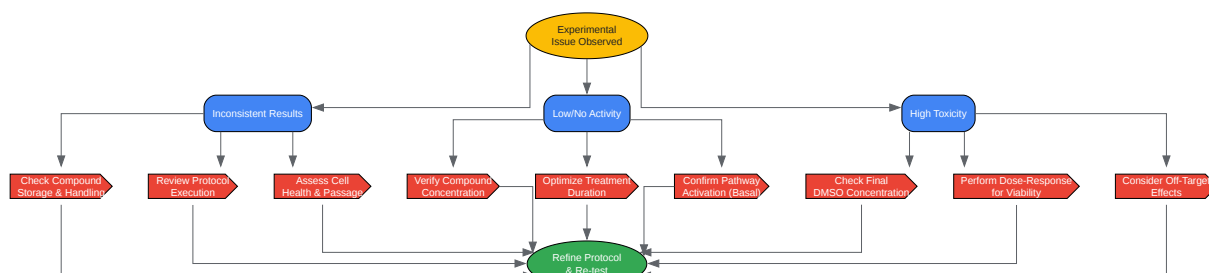 Experimental
Issue Observed
Inconsistent Results
Low/No Activity
High Toxicity
Check Compound
Storage & Handling
Review Protocol
Execution
Assess Cell
Health & Passage
Verify Compound
Concentration
Optimize Treatment
Duration
Confirm Pathway
Activation (Basal)
Check Final
DMSO Concentration
Perform Dose-Response
for Viability
Consider Off-Target
Effects
Refine Protocol
& Re-test